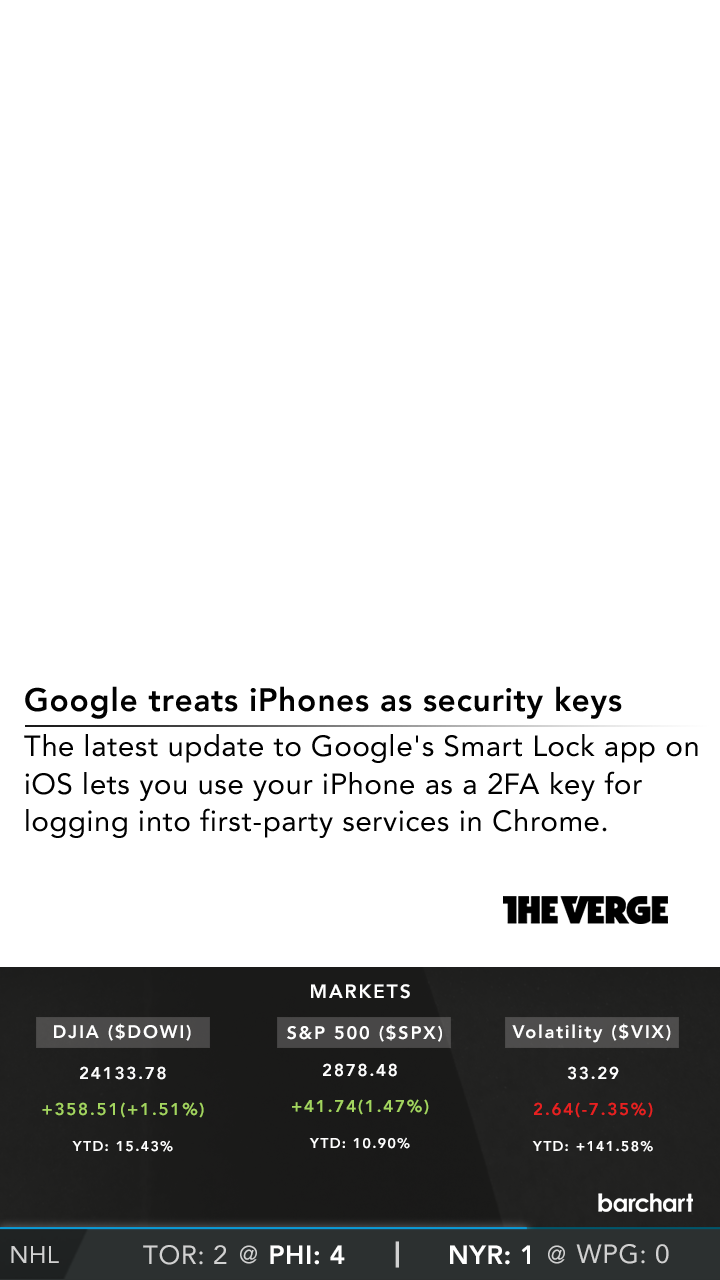 Google treats iPhones as security keys
The latest update to Google's Smart Lock app on
iOS lets you use your iPhone as a 2FA key for
logging into first-party services in Chrome.
THE VERGE
MARKETS
DJIA ($DOWI)
24133.78
+358.51(+1.51%)
YTD: 15.43%
S&P 500 ($SPX)
2878.48
+41.74(1.47%)
YTD: 10.90%
Volatility ($VIX)
33.29
2.64(-7.35%)
YTD: +141.58%
barchart
NHL TOR: 2 @ PHI: 4 | NYR: 1 @ WPG: 0